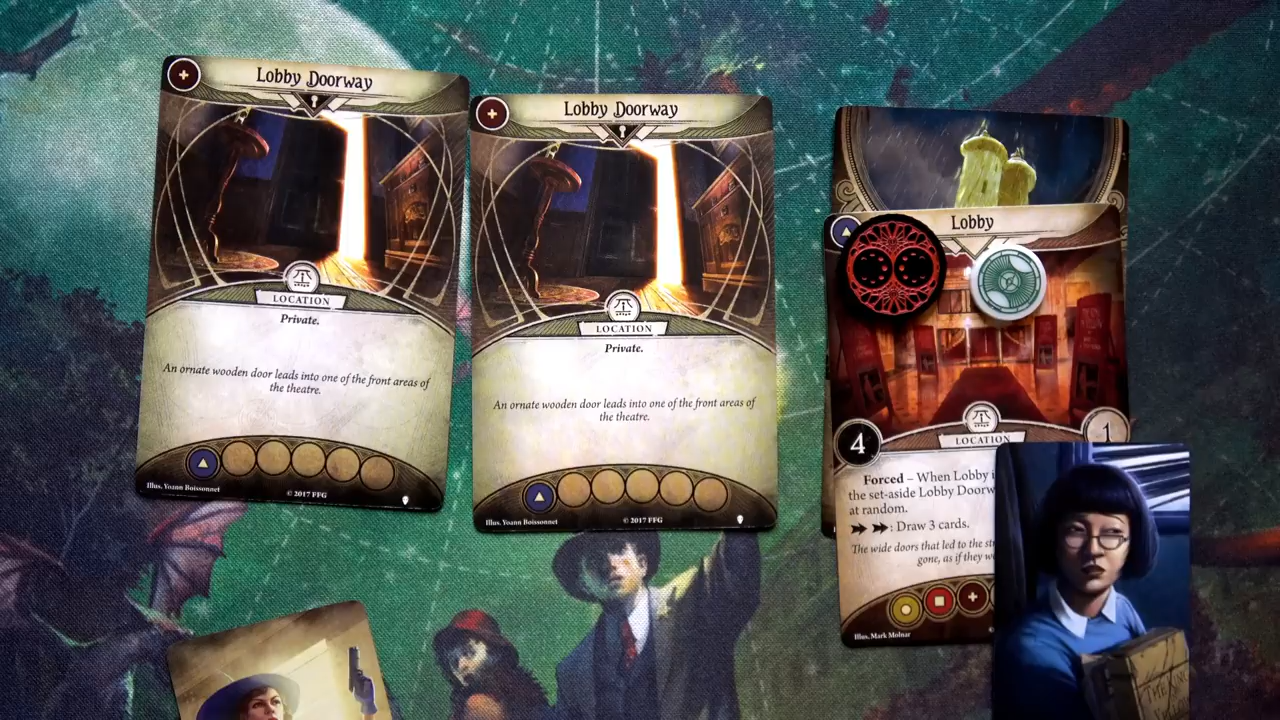 Lobby Doorway
LOCATION
Private.
An ornate wooden door leads into one of the front areas of
the theatre.
Illus. Yoann Boissonnet
© 2017 FFG
Lobby Doorway
LOCATION
Private.
An ornate wooden door leads into one of the front areas of
the theatre.
Illus. Yoann Boissonnet
© 2017 FFG
Lobby
4
LOCATION
1
Forced – When Lobby
the set-aside Lobby
at random.
: Draw 3 cards.
The wide doors that led to the
gone, as if they
Illus. Mark Molnar
THE